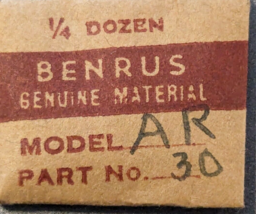 1/4 DOZEN
BENRUS
GENUINE MATERIAL
MODEL AR
PART No. 30